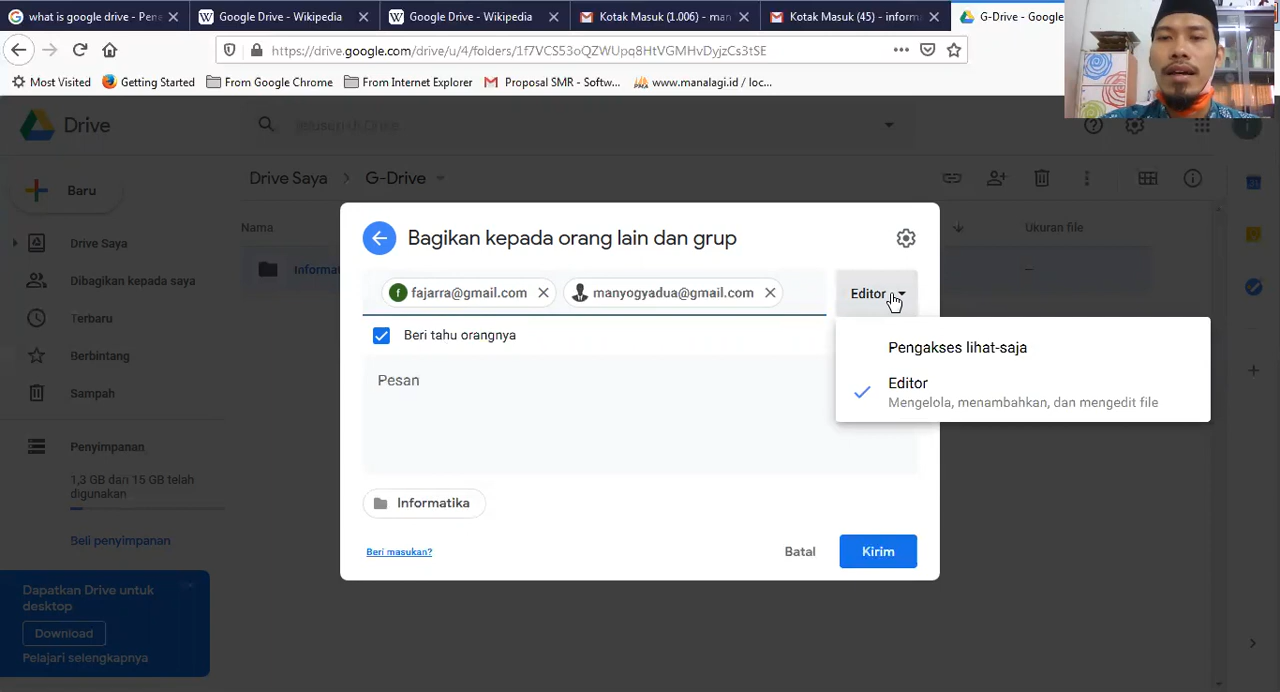 what is google drive - Pene
Google Drive - Wikipedia
Google Drive - Wikipedia
Kotak Masuk (1.006) - man
Kotak Masuk (45) - inform
G-Drive - Google
https://drive.google.com/drive/u/4/folders/1f7VCS53oQZWUpq8HtVGMHvDyjzCs3tSE
Most Visited
Getting Started
From Google Chrome
From Internet Explorer
Proposal SMR - Softw...
www.manalagi.id / loc...
Drive
Baru
Drive Saya
Dibagikan kepada saya
Terbaru
Berbintang
Sampah
Penyimpanan
1,3 GB dari 15 GB telah
digunakan
Beli penyimpanan
Dapatkan Drive untuk
desktop
Download
Pelajari selengkapnya
Drive Saya > G-Drive
Nama
Ukuran file
Informat
Bagikan kepada orang lain dan grup
fajarra@gmail.com
manyogyadua@gmail.com
Editor
Beri tahu orangnya
Pengakses lihat-saja
Editor
Mengelola, menambahkan, dan mengedit file
Pesan
Informatika
Beri masukan?
Batal
Kirim